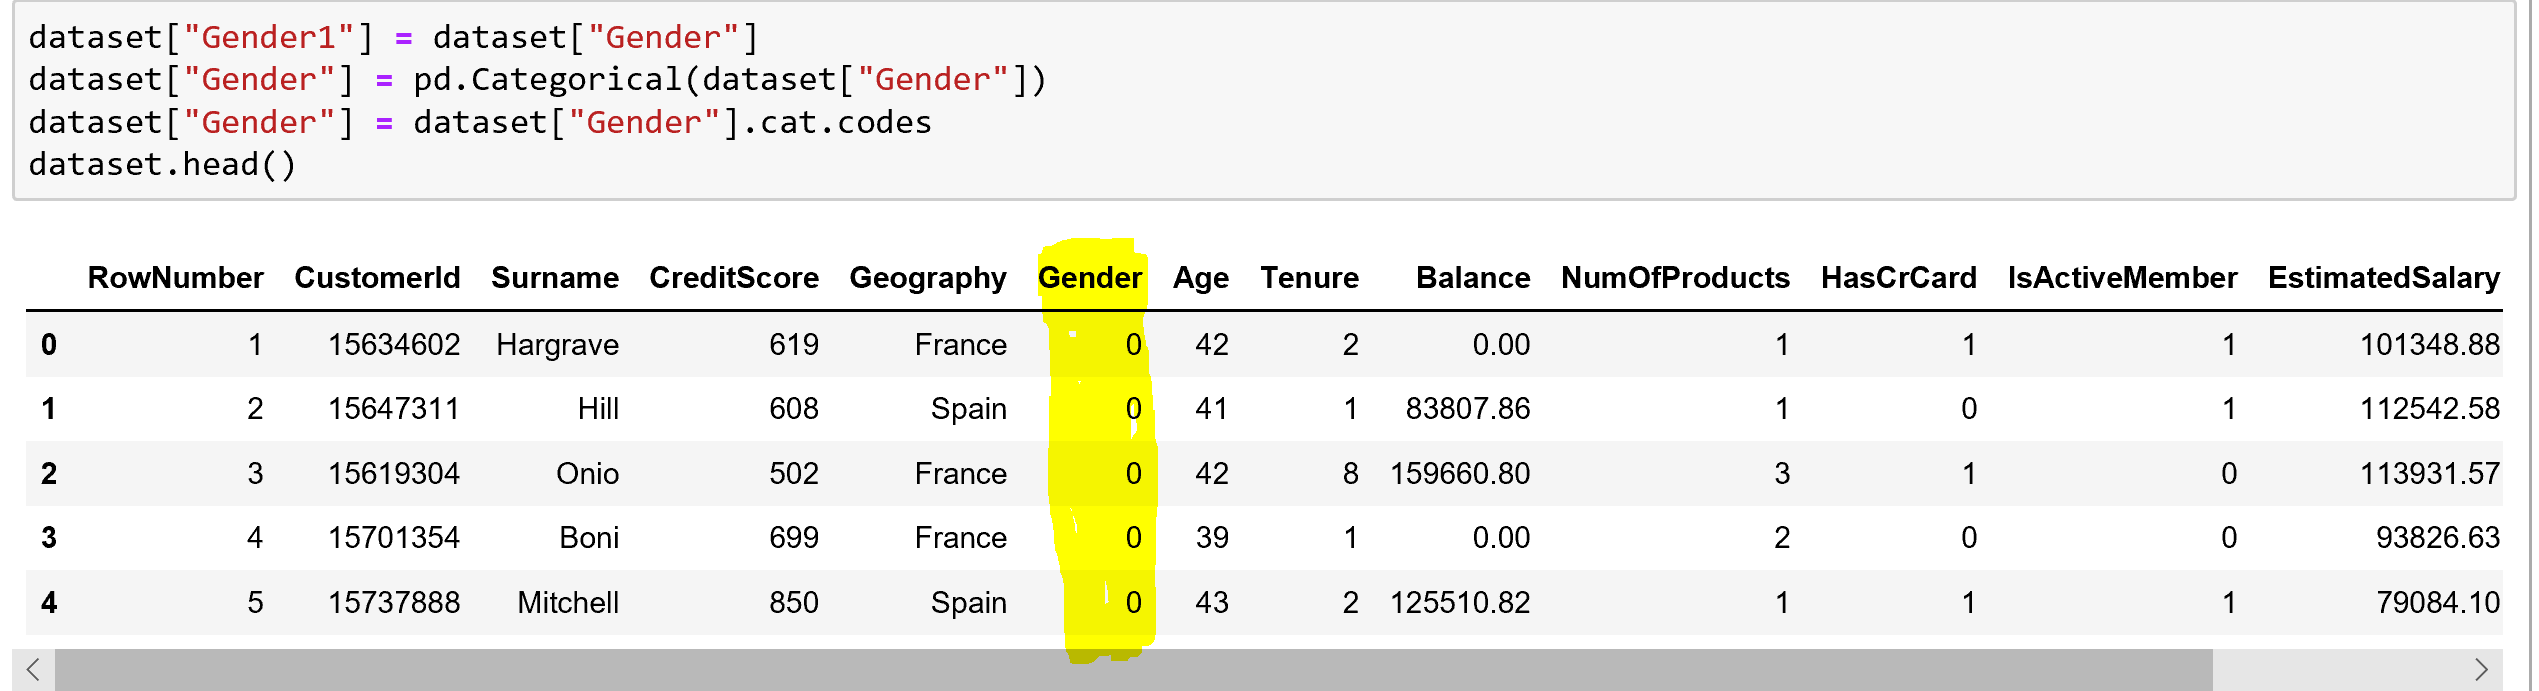 dataset["Gender1"] = dataset["Gender"]
dataset["Gender"] = pd.Categorical(dataset["Gender"])
dataset["Gender"] = dataset["Gender"].cat.codes
dataset.head()
RowNumber CustomerId Surname CreditScore Geography Gender Age Tenure Balance NumOfProducts HasCrCard IsActiveMember EstimatedSalary
0 1 15634602 Hargrave 619 France 0 42 2 0.00 1 1 1 101348.88
1 2 15647311 Hill 608 Spain 0 41 1 83807.86 1 0 1 112542.58
2 3 15619304 Onio 502 France 0 42 8 159660.80 3 1 0 113931.57
3 4 15701354 Boni 699 France 0 39 1 0.00 2 0 0 93826.63
4 5 15737888 Mitchell 850 Spain 0 43 2 125510.82 1 1 1 79084.10